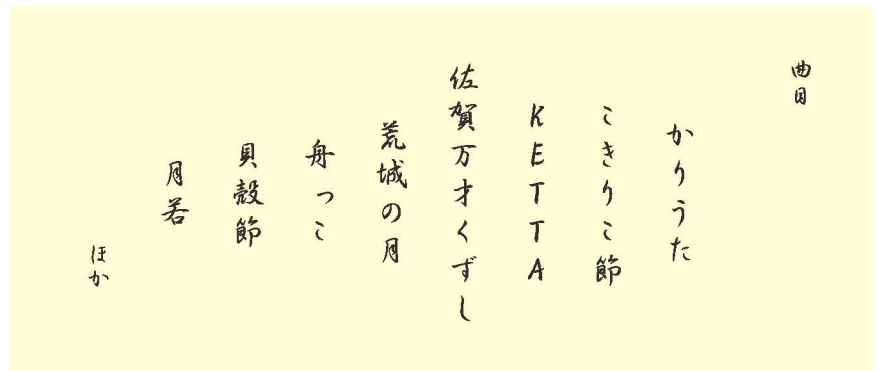 曲目
かりうた
こきりこ節
KETTA
佐賀万才くずし
荒城の月
舟っこ
貝殻節
月若
ほか